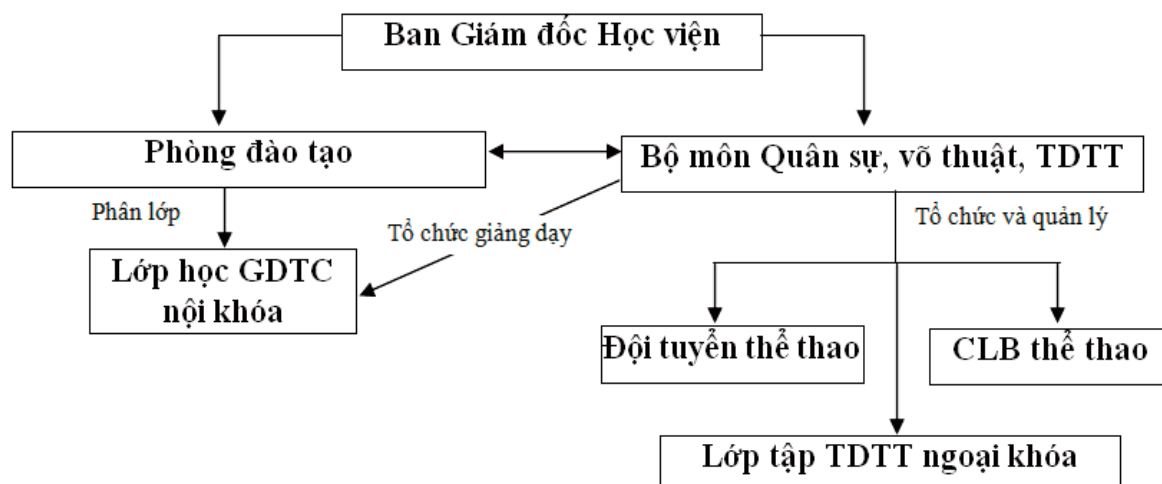 Ban Giám đốc Học viện
Phòng đào tạo
Bộ môn Quân sự, võ thuật, TDTT
Phân lớp
Tổ chức giảng dạy
Tổ chức và quản lý
Lớp học GDTC
nội khóa
Đội tuyển thể thao
CLB thể thao
Lớp tập TDTT ngoại khóa